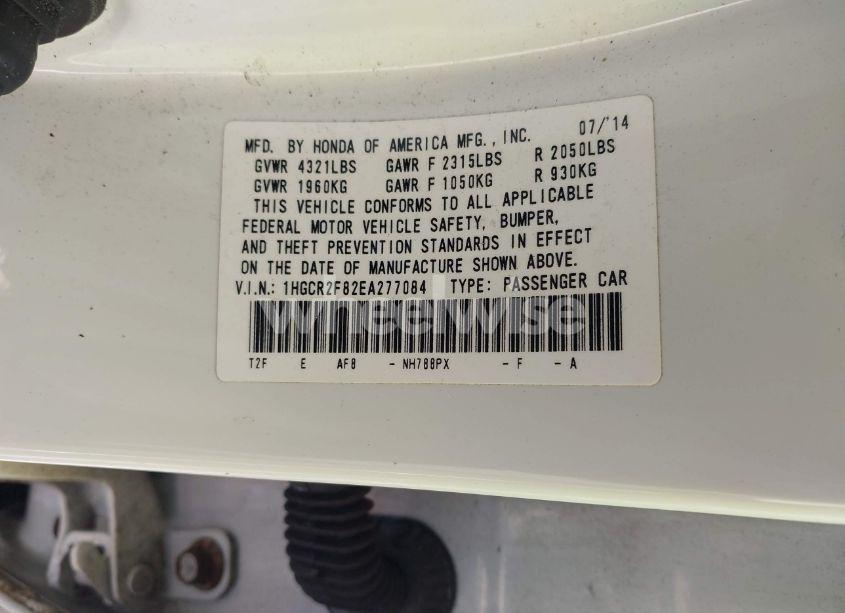 MFD. BY HONDA OF AMERICA MFG., INC. 07/'14
GVWR 4321LBS GAWR F 2315LBS R 2050LBS
GVWR 1960KG GAWR F 1050KG R 930KG
THIS VEHICLE CONFORMS TO ALL APPLICABLE
FEDERAL MOTOR VEHICLE SAFETY, BUMPER,
AND THEFT PREVENTION STANDARDS IN EFFECT
ON THE DATE OF MANUFACTURE SHOWN ABOVE.
V.I.N.: 1HGCR2F82EA277084 TYPE: PASSENGER CAR
wheelwise
T2F E AF8 - NH788PX - F - A